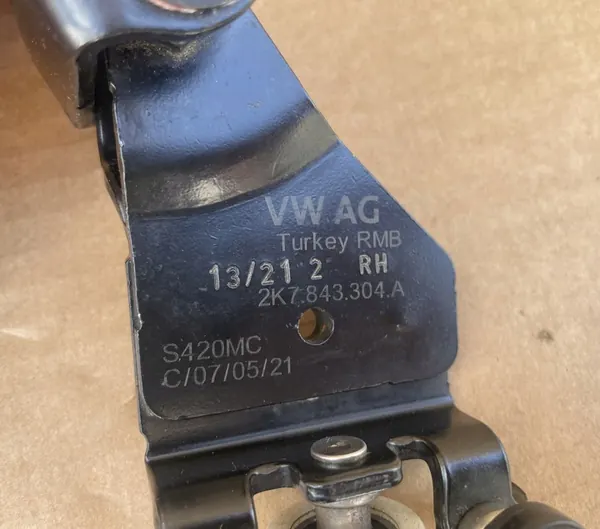 VW AG
Turkey RMB
13/21 2 RH
2K7.843.304.A
S420MC
C/07/05/21